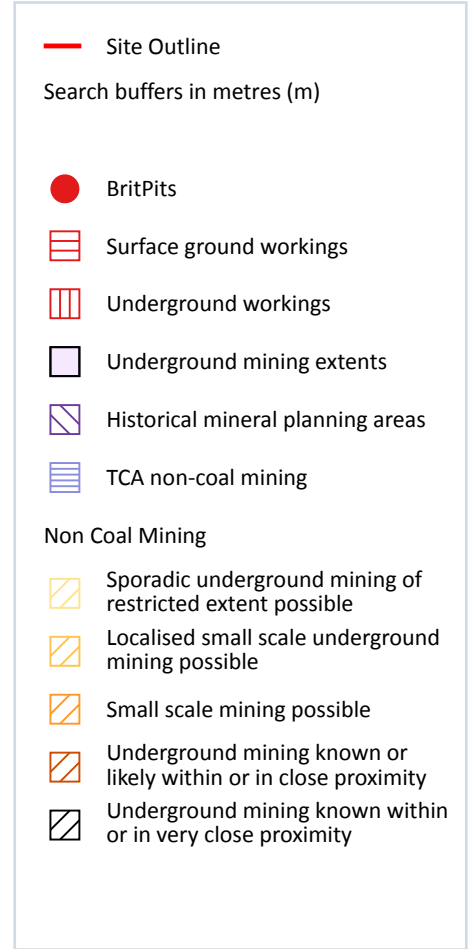 Site Outline
Search buffers in metres (m)
BritPits
Surface ground workings
Underground workings
Underground mining extents
Historical mineral planning areas
TCA non-coal mining
Non Coal Mining
Sporadic underground mining of
restricted extent possible
Localised small scale underground
mining possible
Small scale mining possible
Underground mining known or
likely within or in close proximity
Underground mining known within
or in very close proximity